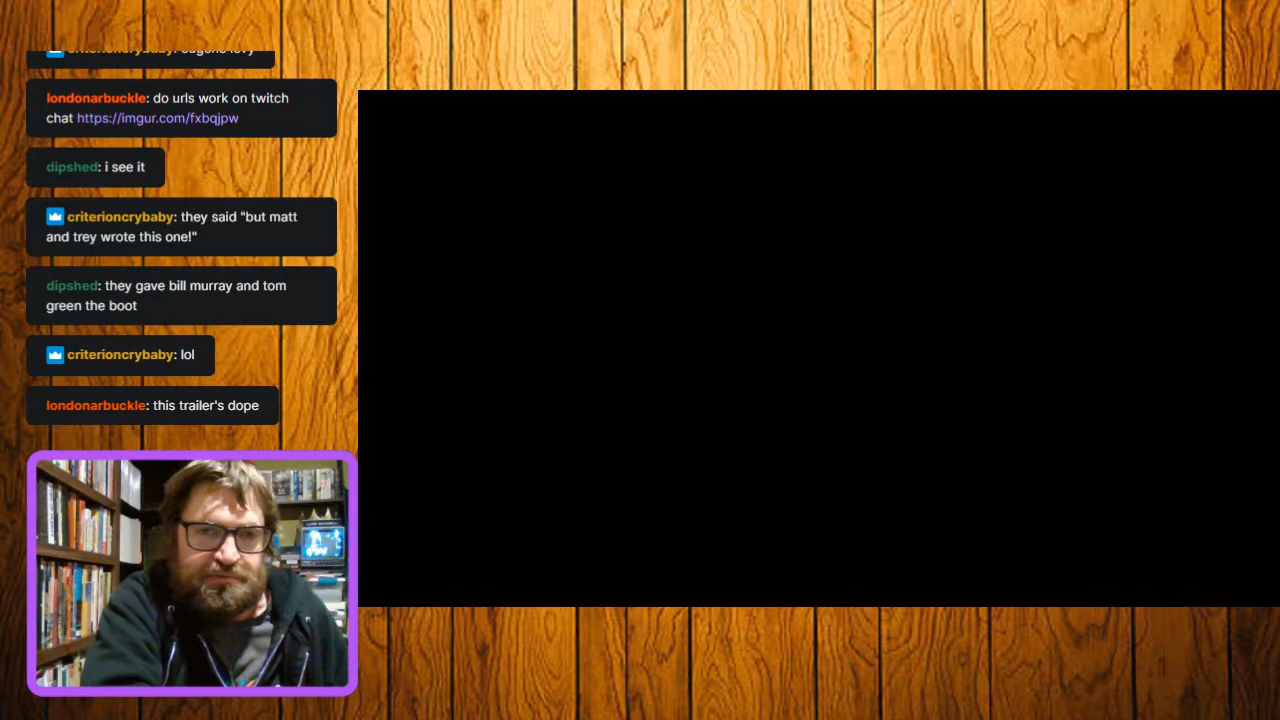 londonarbuckle: do urls work on twitch
chat https://imgur.com/fxbqjpw
dipshed: i see it
criterioncrybaby: they said "but matt
and trey wrote this one!"
dipshed: they gave bill murray and tom
green the boot
criterioncrybaby: lol
londonarbuckle: this trailer's dope